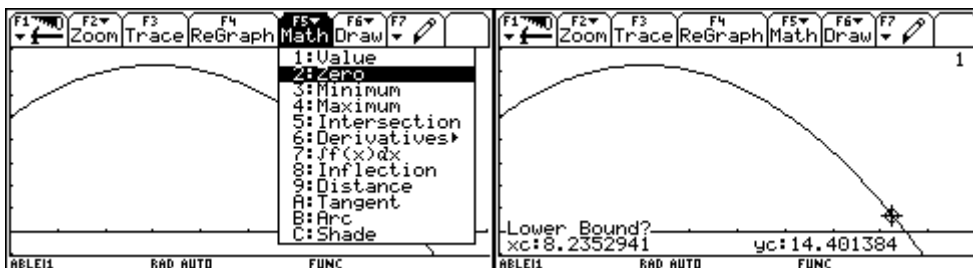 F1 F2 F3 F4 F5 F6 F7
Zoom Trace ReGraph Math Draw
1:Value
2:Zero
3:Minimum
4:Maximum
5:Intersection
6:Derivatives
7:∫f(x)dx
8:Inflection
9:Distance
A:Tangent
B:Arc
C:Shade
ABLEI1 RAD AUTO FUNC
F1 F2 F3 F4 F5 F6 F7
Zoom Trace ReGraph Math Draw
1
Lower Bound?
xc:8.2352941 yc:14.401384
ABLEI1 RAD AUTO FUNC